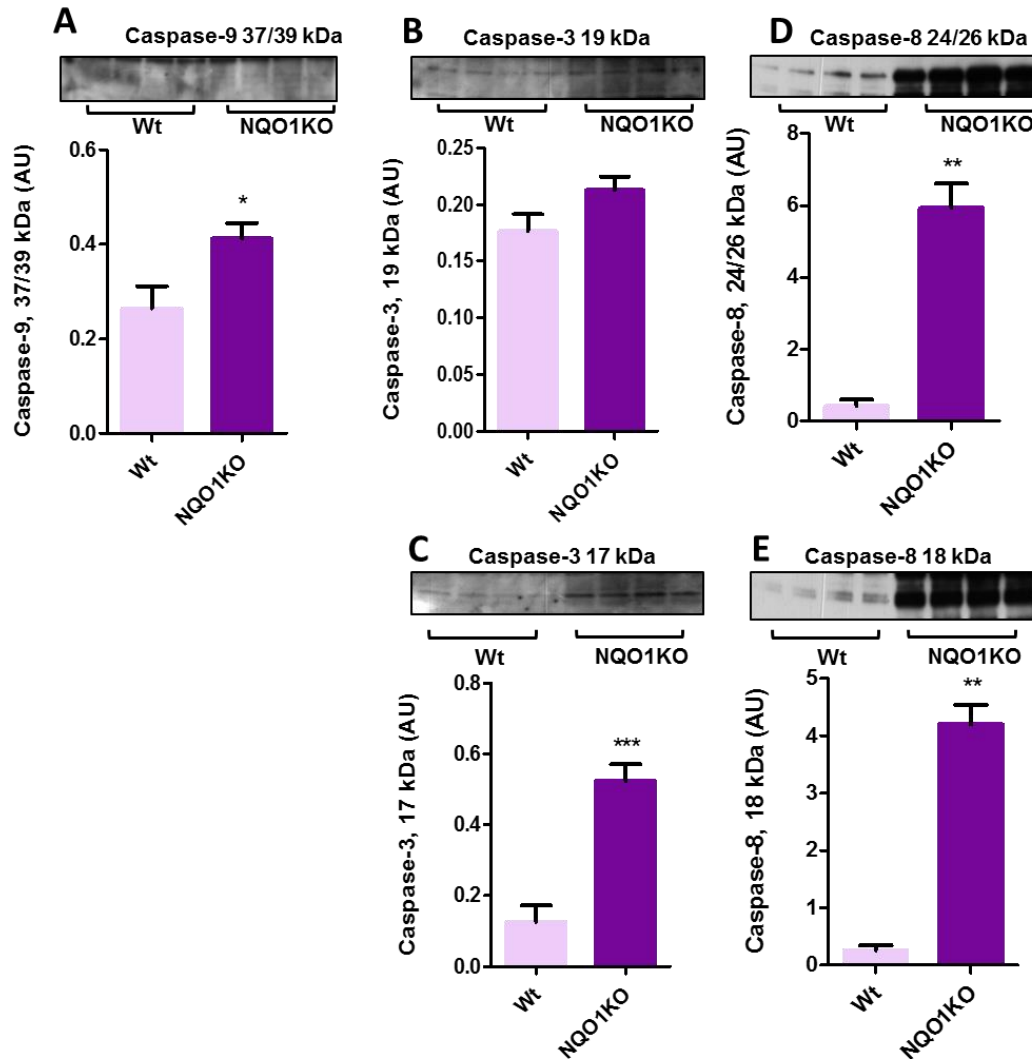 A
Caspase-9 37/39 kDa
Wt
NQO1KO
Caspase-9, 37/39 kDa (AU)
0.6
0.4
0.2
0.0
*
Wt
NQO1KO
B
Caspase-3 19 kDa
Wt
NQO1KO
Caspase-3, 19 kDa (AU)
0.25
0.20
0.15
0.10
0.05
0.00
Wt
NQO1KO
D
Caspase-8 24/26 kDa
Wt
NQO1KO
Caspase-8, 24/26 kDa (AU)
8
6
4
2
0
**
Wt
NQO1KO
C
Caspase-3 17 kDa
Wt
NQO1KO
Caspase-3, 17 kDa (AU)
0.8
0.6
0.4
0.2
0.0
***
Wt
NQO1KO
E
Caspase-8 18 kDa
Wt
NQO1KO
Caspase-8, 18 kDa (AU)
5
4
3
2
1
0
**
Wt
NQO1KO